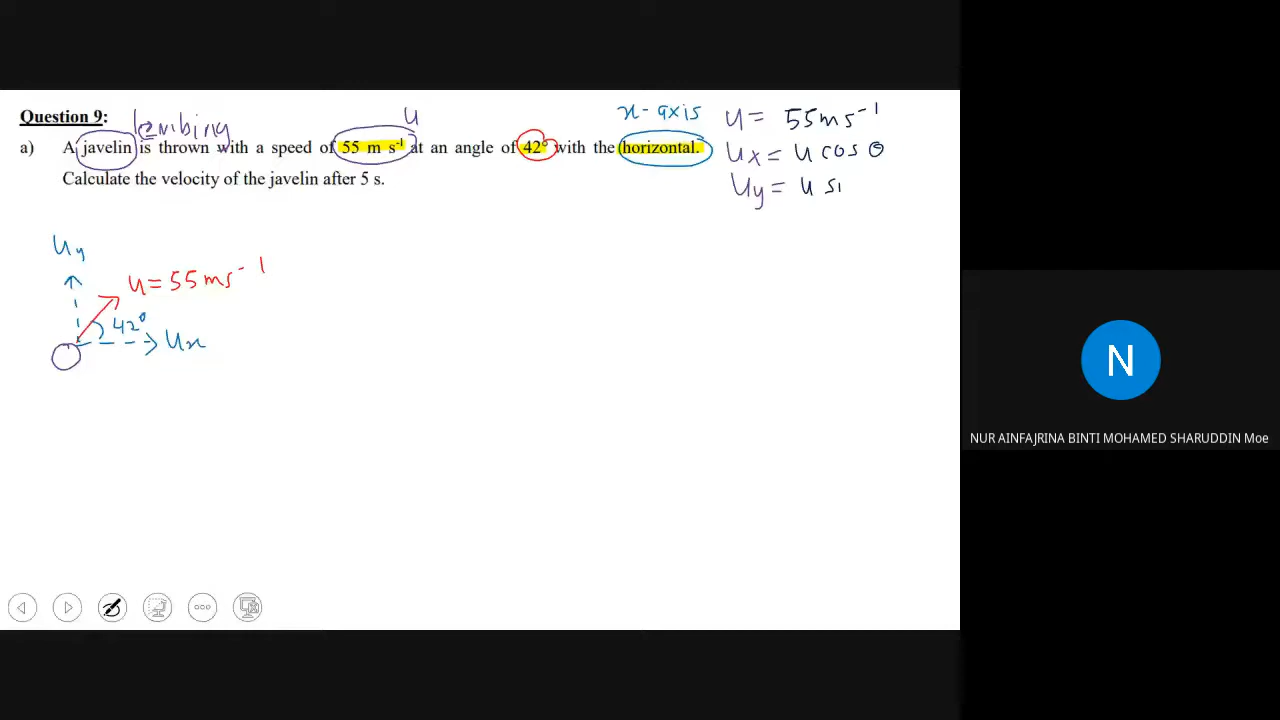 Question 9:
lembing
u
x-axis
u = 55ms⁻¹
a) A javelin is thrown with a speed of 55 m s⁻¹ at an angle of 42° with the horizontal.
ux = u cos θ
Calculate the velocity of the javelin after 5 s.
uy = u si
uy
u = 55ms⁻¹
42°
ux
N
NUR AINFAJRINA BINTI MOHAMED SHARUDDIN Moe